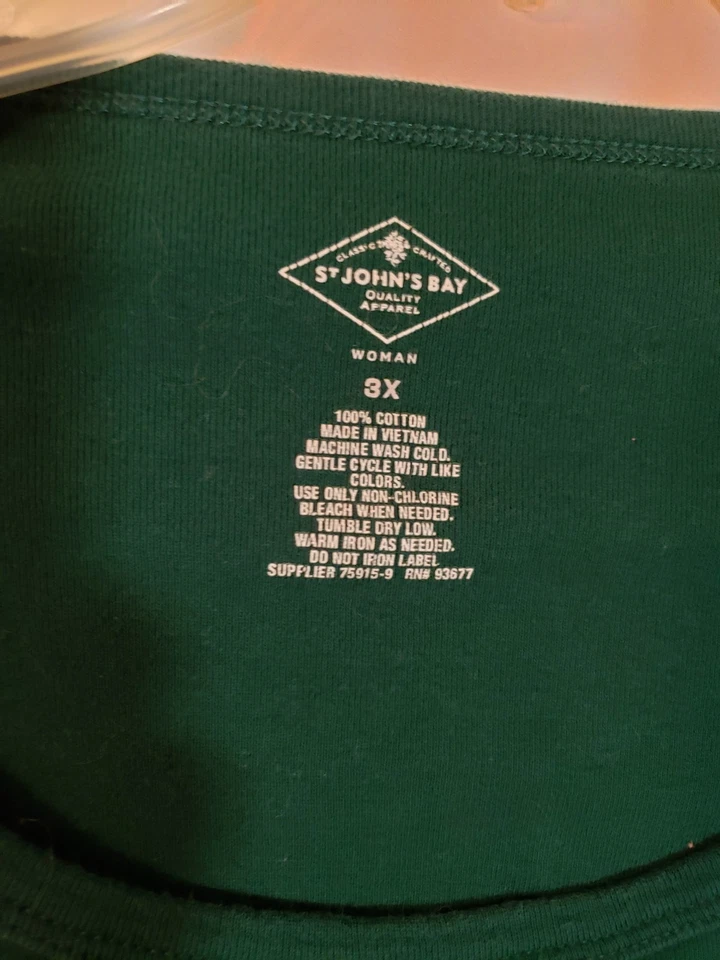 CLASSIC CRAFTED
ST JOHN'S BAY
QUALITY
APPAREL
WOMAN
3X
100% COTTON
MADE IN VIETNAM
MACHINE WASH COLD.
GENTLE CYCLE WITH LIKE
COLORS.
USE ONLY NON-CHLORINE
BLEACH WHEN NEEDED.
TUMBLE DRY LOW.
WARM IRON AS NEEDED.
DO NOT IRON LABEL
SUPPLIER 75915-9 RN# 93677